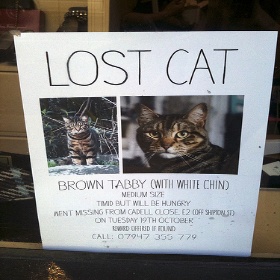 LOST CAT
BROWN TABBY (WITH WHITE CHIN)
MEDIUM SIZE
TIMID BUT WILL BE HUNGRY
WENT MISSING FROM CADELL CLOSE, E2 (OFF SHIPTON ST)
ON TUESDAY 19TH OCTOBER
REWARD OFFERED IF FOUND
CALL: 07947 355 779